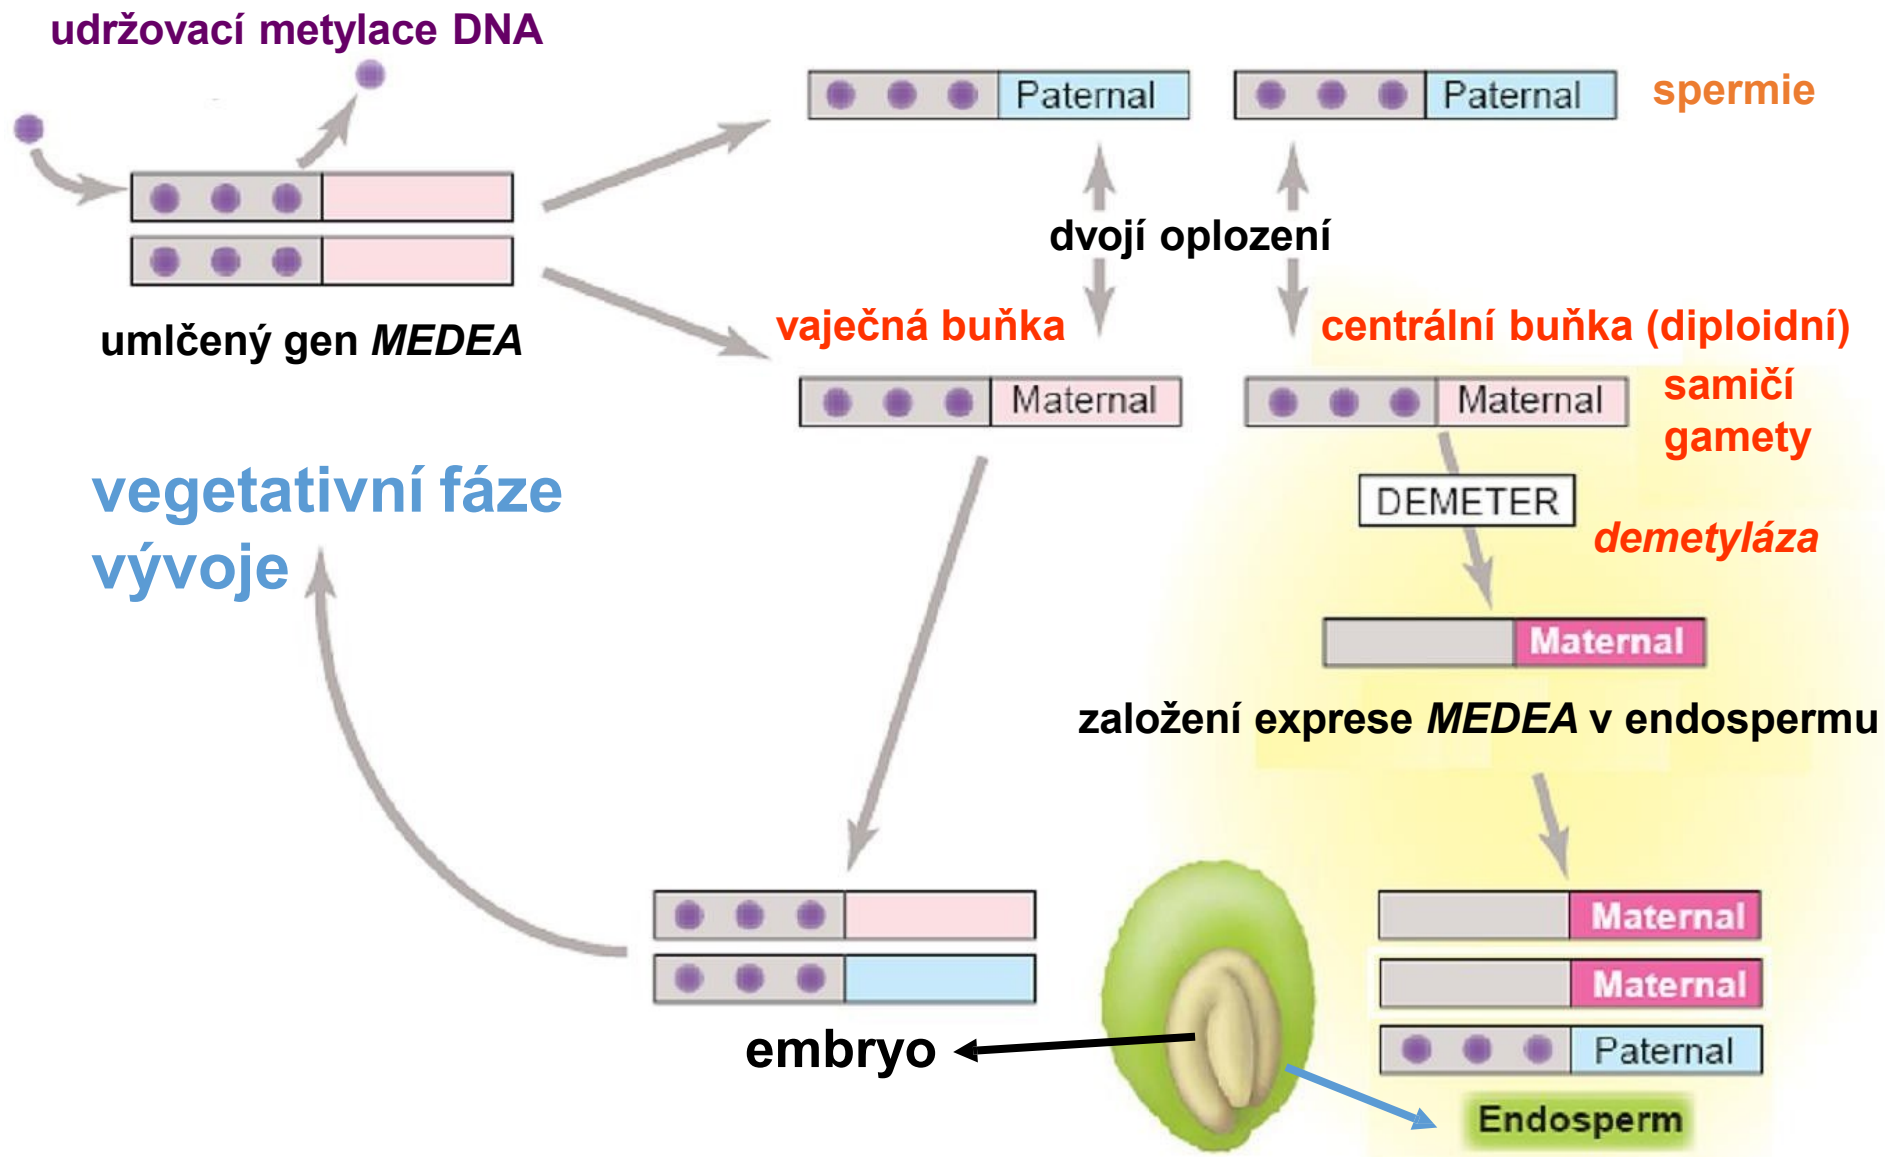 udržovací metylace DNA
Paternal
Paternal
spermie
dvojí oplození
umlčený gen MEDEA
vaječná buňka
centrální buňka (diploidní)
Maternal
Maternal
samičí
gamety
vegetativní fáze
vývoje
DEMETER
demetyláza
Maternal
založení exprese MEDEA v endospermu
Maternal
Maternal
Paternal
embryo
Endosperm